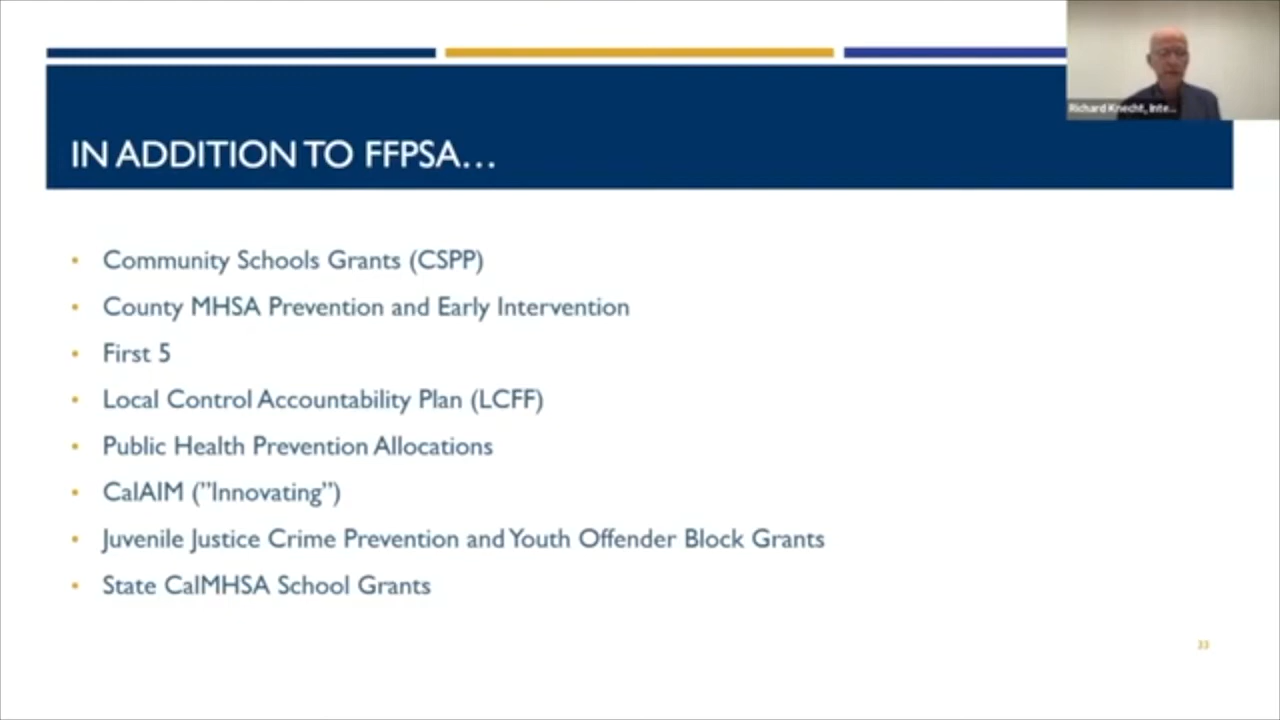 Richard Knecht, Inte...
IN ADDITION TO FFPSA...
• Community Schools Grants (CSPP)
• County MHSA Prevention and Early Intervention
• First 5
• Local Control Accountability Plan (LCFF)
• Public Health Prevention Allocations
• CalAIM (”Innovating”)
• Juvenile Justice Crime Prevention and Youth Offender Block Grants
• State CalMHSA School Grants
33